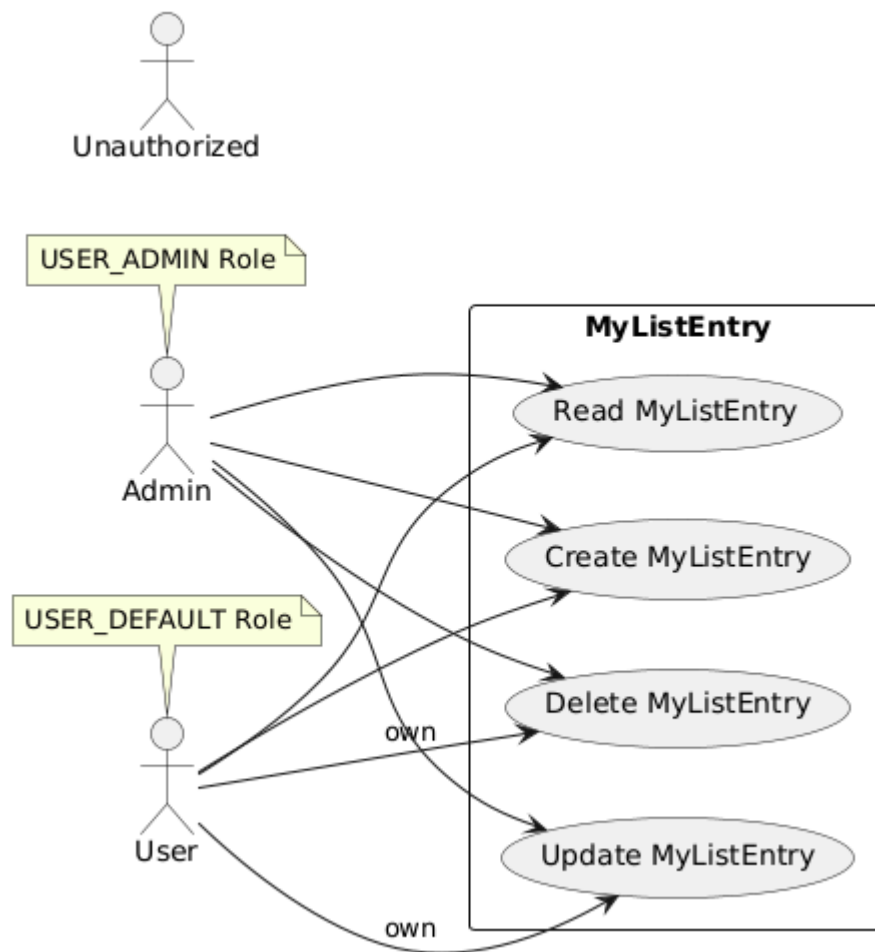 Unauthorized
USER_ADMIN Role
Admin
USER_DEFAULT Role
User
MyListEntry
Read MyListEntry
Create MyListEntry
Delete MyListEntry
own
Update MyListEntry
own